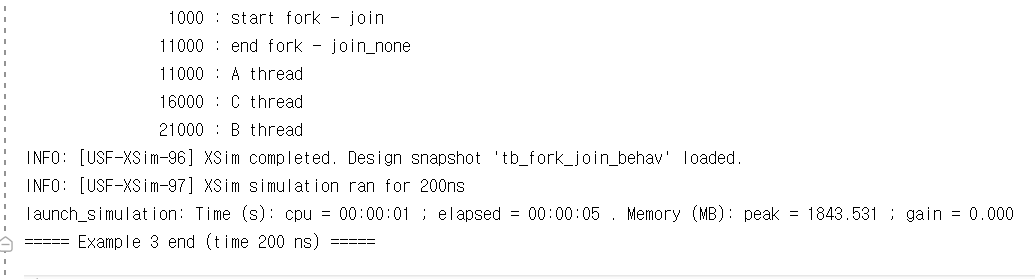 1000 : start fork - join
11000 : end fork - join_none
11000 : A thread
16000 : C thread
21000 : B thread
INFO: [USF-XSim-96] XSim completed. Design snapshot 'tb_fork_join_behav' loaded.
INFO: [USF-XSim-97] XSim simulation ran for 200ns
launch_simulation: Time (s): cpu = 00:00:01 ; elapsed = 00:00:05 . Memory (MB): peak = 1843.531 ; gain = 0.000
===== Example 3 end (time 200 ns) =====